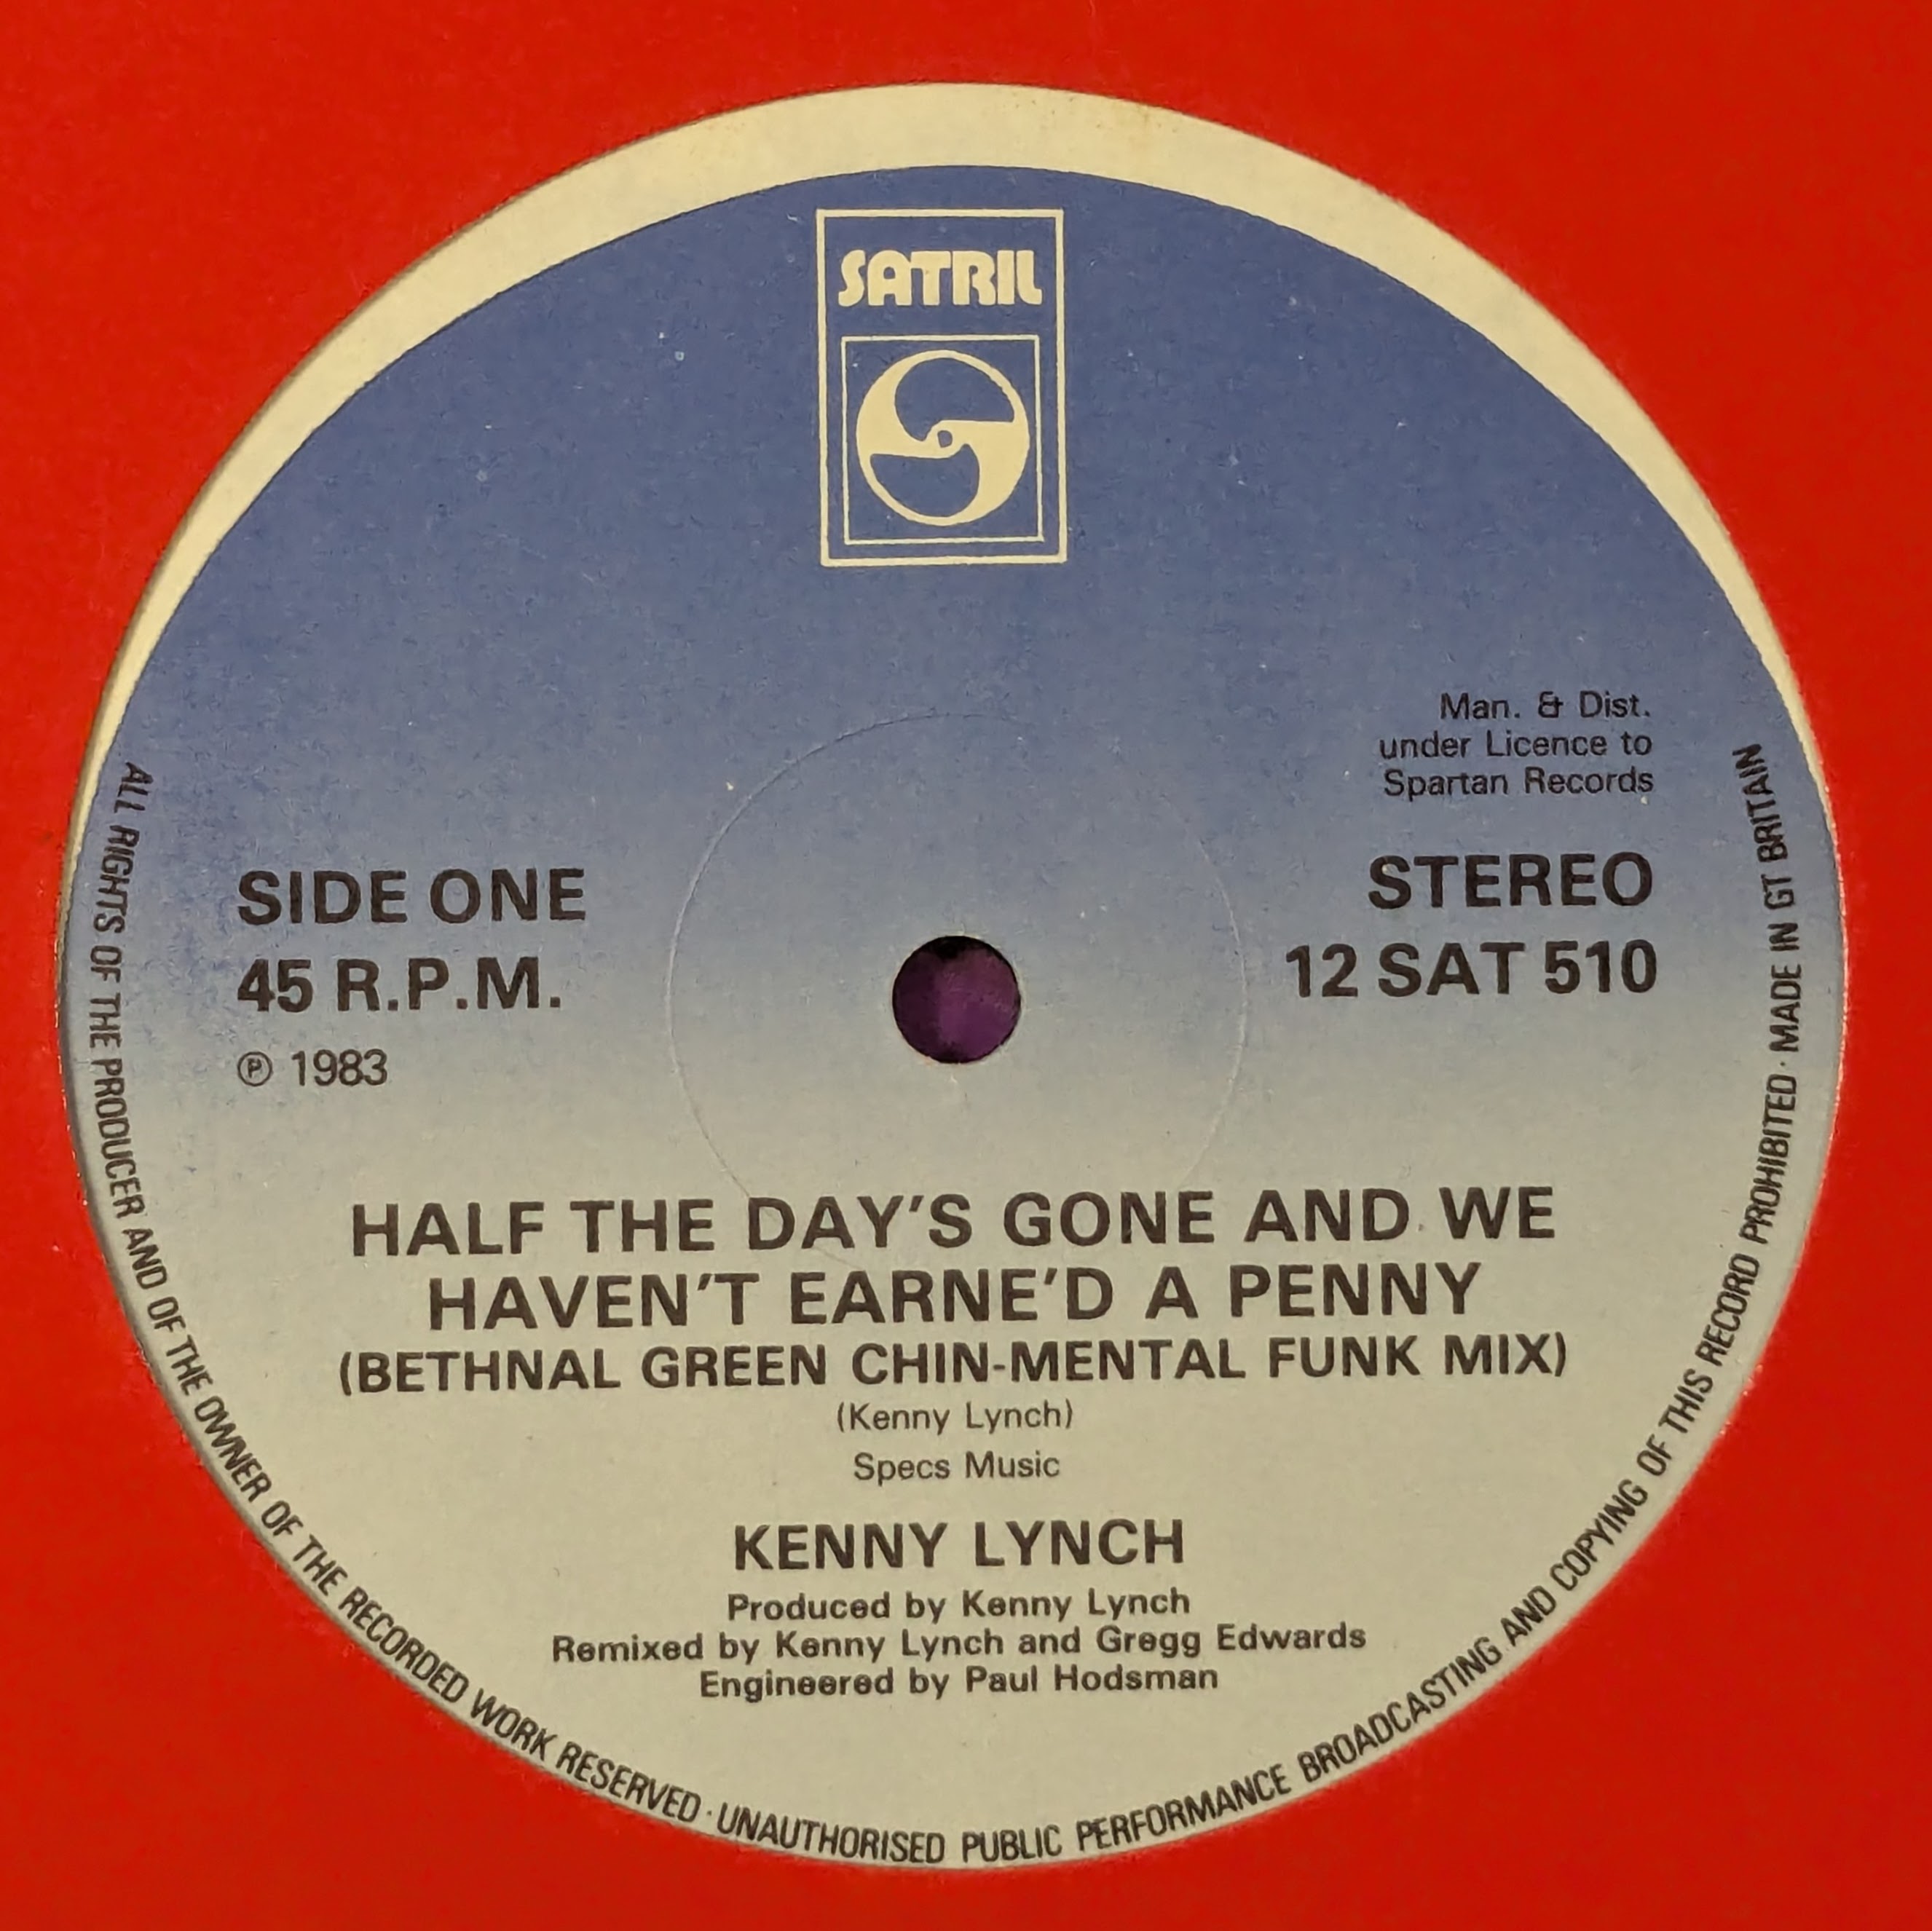 SATRIL
Man. & Dist.
under Licence to
Spartan Records
SIDE ONE
45 R.P.M.
℗ 1983
STEREO
12 SAT 510
HALF THE DAY'S GONE AND WE
HAVEN'T EARNE'D A PENNY
(BETHNAL GREEN CHIN-MENTAL FUNK MIX)
(Kenny Lynch)
Specs Music
KENNY LYNCH
Produced by Kenny Lynch
Remixed by Kenny Lynch and Gregg Edwards
Engineered by Paul Hodsman
ALL RIGHTS OF THE PRODUCER AND OF THE OWNER OF THE RECORDED WORK RESERVED · UNAUTHORISED PUBLIC PERFORMANCE BROADCASTING AND COPYING OF THIS RECORD PROHIBITED · MADE IN GT BRITAIN